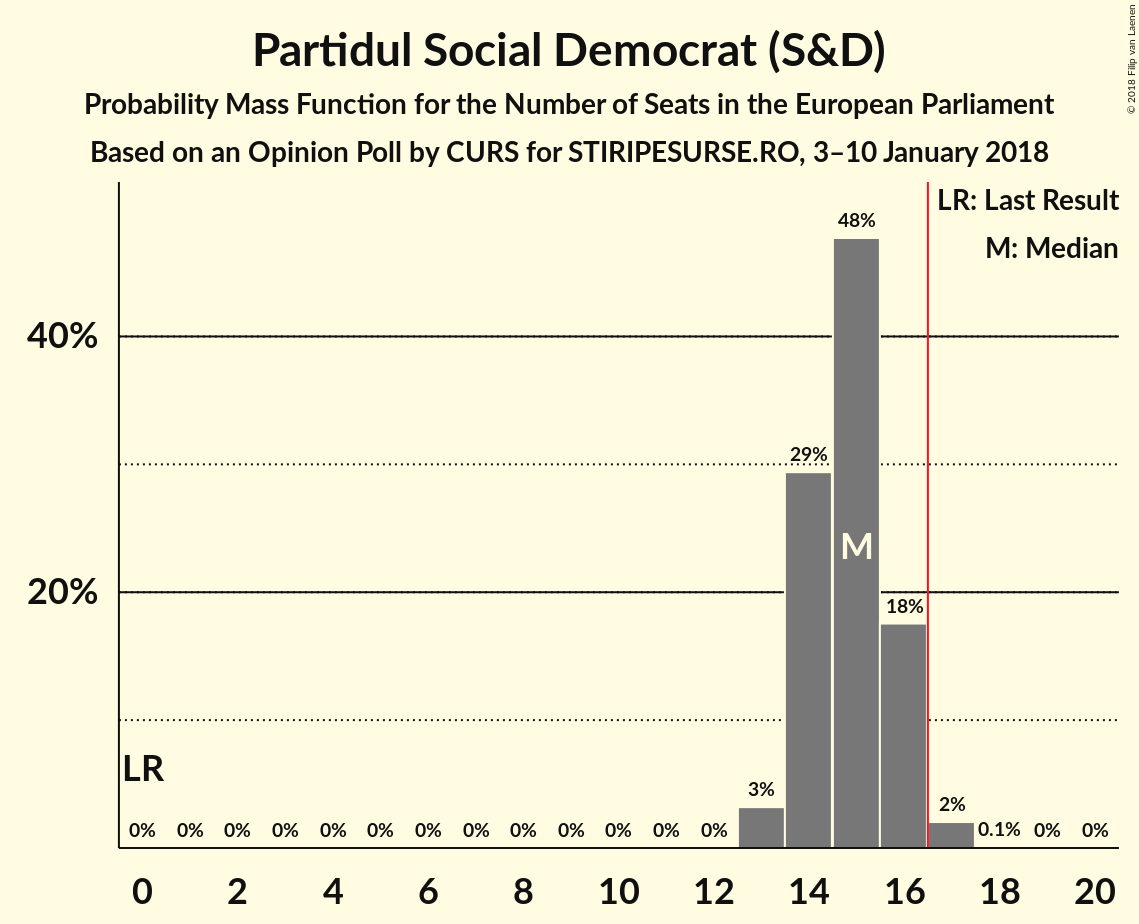 Partidul Social Democrat (S&D)
Probability Mass Function for the Number of Seats in the European Parliament
Based on an Opinion Poll by CURS for STIRIPESURSE.RO, 3–10 January 2018
© 2018 Filip van Laenen
LR: Last Result
M: Median
48%
40%
29%
M
20%
18%
LR
3%
2%
0% 0% 0% 0% 0% 0% 0% 0% 0% 0% 0% 0% 0% 0.1% 0% 0%
0 2 4 6 8 10 12 14 16 18 20